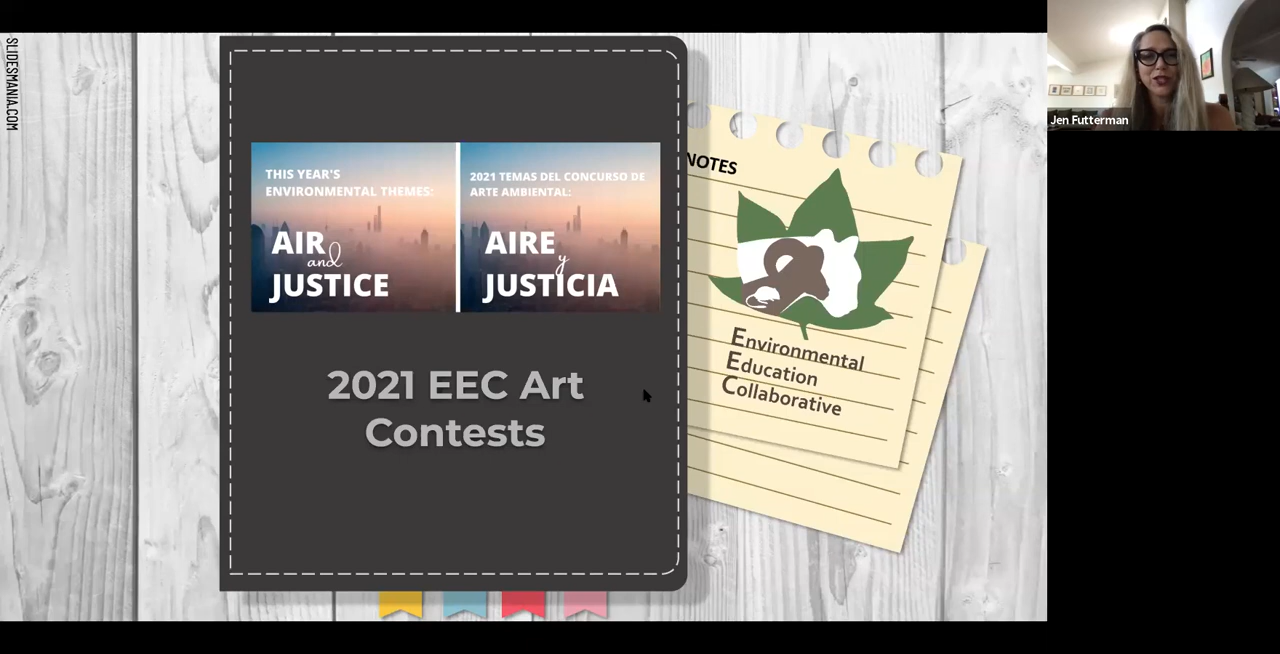 SLIDESMANIA.COM
THIS YEAR'S
ENVIRONMENTAL THEMES:
AIR
and
JUSTICE
2021 TEMAS DEL CONCURSO DE
ARTE AMBIENTAL:
AIRE
y
JUSTICIA
2021 EEC Art
Contests
NOTES
Environmental
Education
Collaborative
Jen Futterman